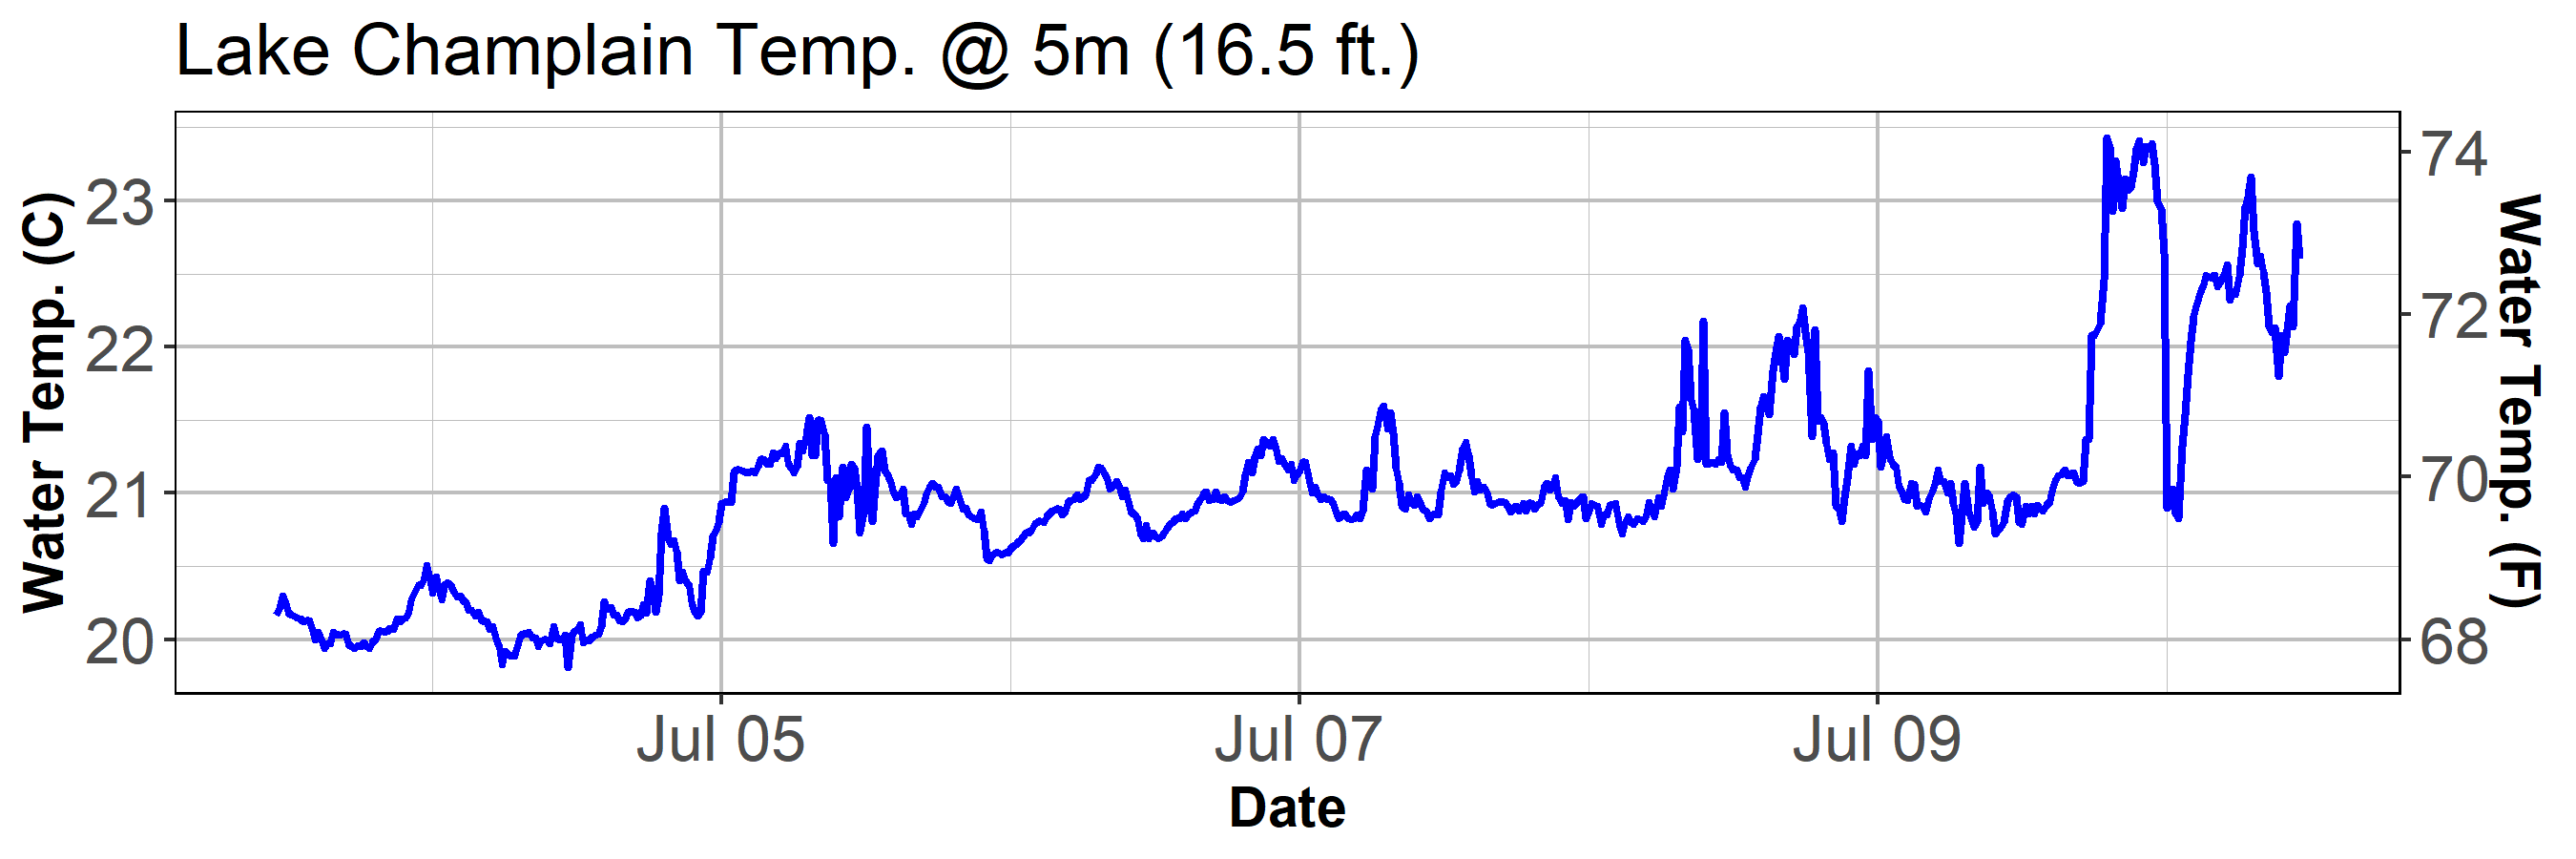 Lake Champlain Temp. @ 5m (16.5 ft.)
Water Temp. (C)
23
22
21
20
74
72
70
68
Water Temp. (F)
Jul 05
Jul 07
Jul 09
Date